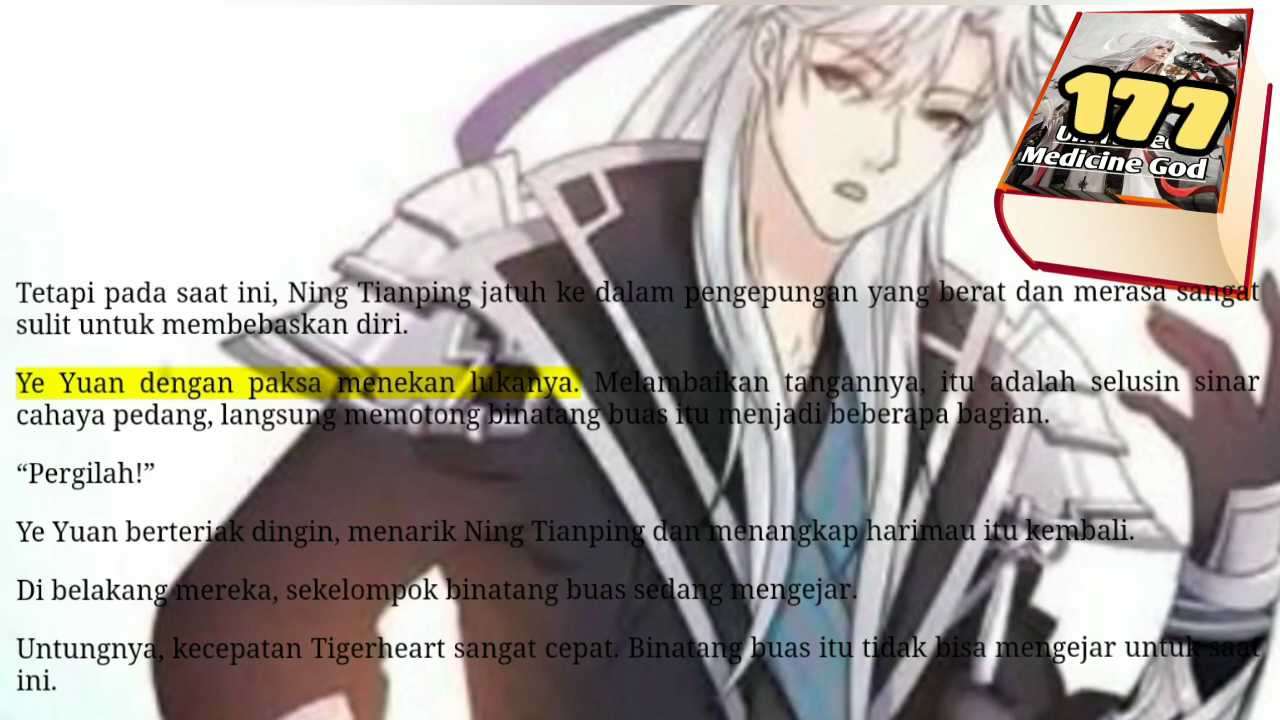 177
Medicine God
Tetapi pada saat ini, Ning Tianping jatuh ke dalam pengepungan yang berat dan merasa sangat
sulit untuk membebaskan diri.
Ye Yuan dengan paksa menekan lukanya. Melambaikan tangannya, itu adalah selusin sinar
cahaya pedang, langsung memotong binatang buas itu menjadi beberapa bagian.
“Pergilah!”
Ye Yuan berteriak dingin, menarik Ning Tianping dan menangkap harimau itu kembali.
Di belakang mereka, sekelompok binatang buas sedang mengejar.
Untungnya, kecepatan Tigerheart sangat cepat. Binatang buas itu tidak bisa mengejar untuk saat
ini.